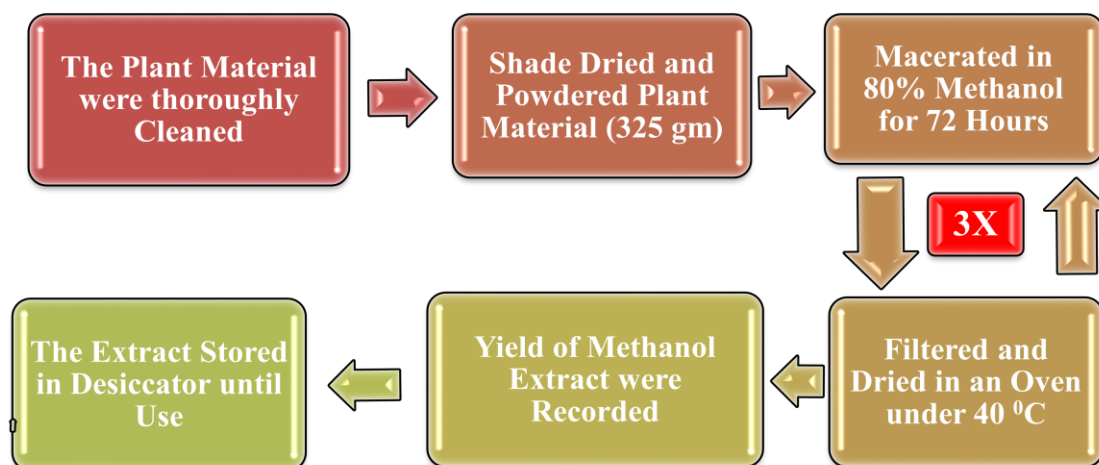 The Plant Material
were thoroughly
Cleaned
Shade Dried and
Powdered Plant
Material (325 gm)
Macerated in
80% Methanol
for 72 Hours
3X
Filtered and
Dried in an Oven
under 40 ⁰C
Yield of Methanol
Extract were
Recorded
The Extract Stored
in Desiccator until
Use